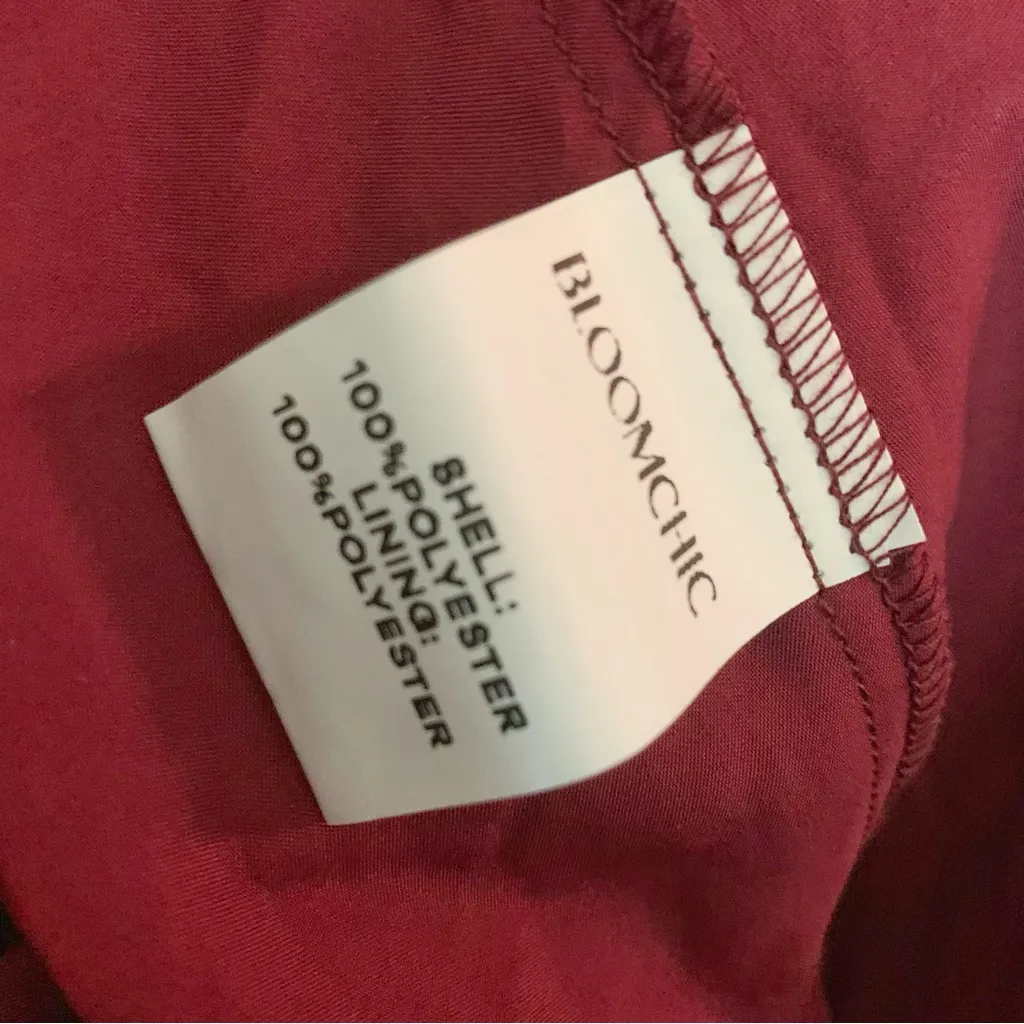 BLOOMCHIC
SHELL:
100%POLYESTER
LINING:
100%POLYESTER